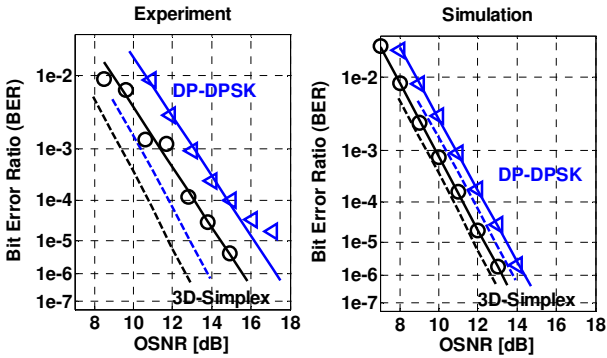 Experiment
Bit Error Ratio (BER)
1e-2
1e-3
1e-4
1e-5
1e-6
1e-7
DP-DPSK
3D-Simplex
8 10 12 14 16 18
OSNR [dB]
Simulation
Bit Error Ratio (BER)
1e-2
1e-3
1e-4
1e-5
1e-6
1e-7
DP-DPSK
3D-Simplex
8 10 12 14 16 18
OSNR [dB]